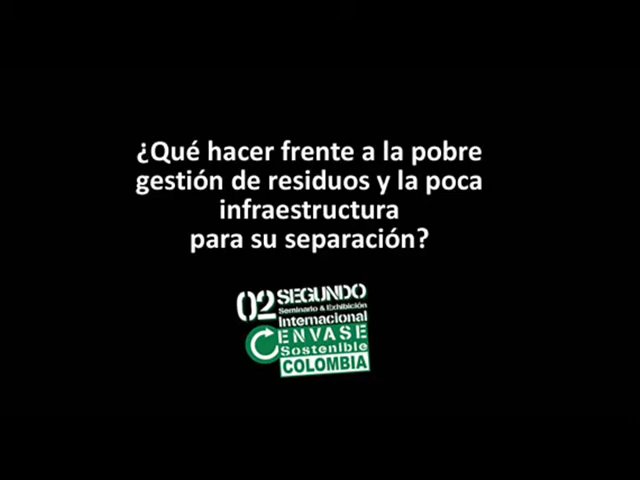 ¿Qué hacer frente a la pobre
gestión de residuos y la poca
infraestructura
para su separación?
02 SEGUNDO
Seminario & Exhibición
Internacional
ENVASE
Sostenible
COLOMBIA